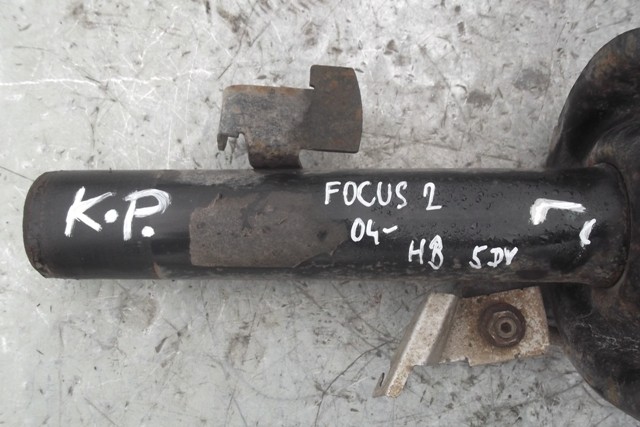 K.P.
FOCUS 2
04-
HB 5DV